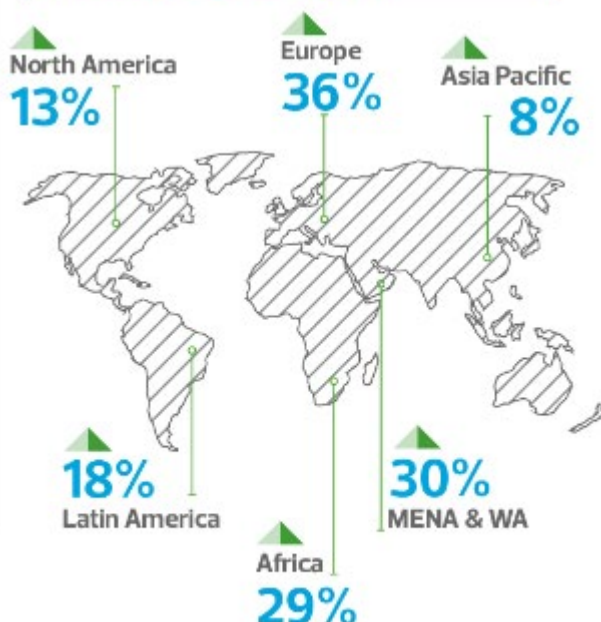 North America
13%
Europe
36%
Asia Pacific
8%
18%
Latin America
30%
MENA & WA
Africa
29%